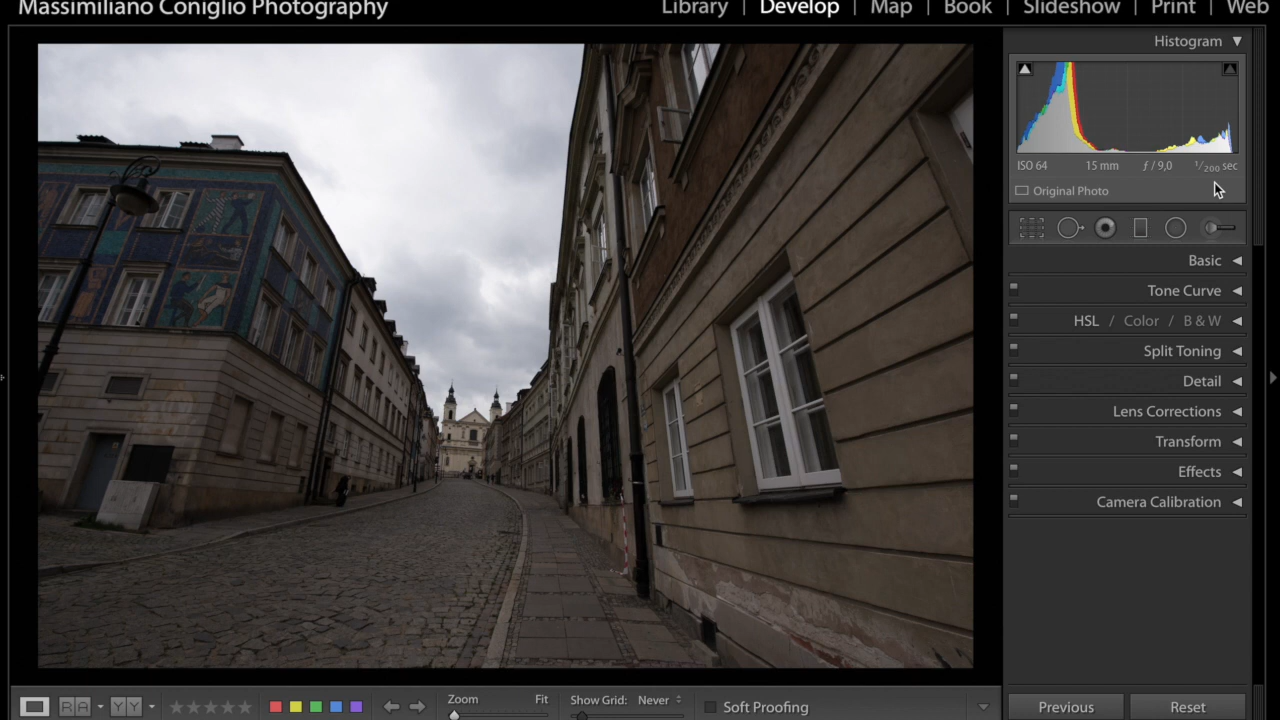 Massimiliano Coniglio Photography
Library | Develop | Map | Book | Slideshow | Print | Web
Histogram
ISO 64 15 mm ƒ / 9,0 1/200 sec
Original Photo
Basic
Tone Curve
HSL / Color / B & W
Split Toning
Detail
Lens Corrections
Transform
Effects
Camera Calibration
R A Y Y Zoom Fit Show Grid: Never Soft Proofing
Previous Reset